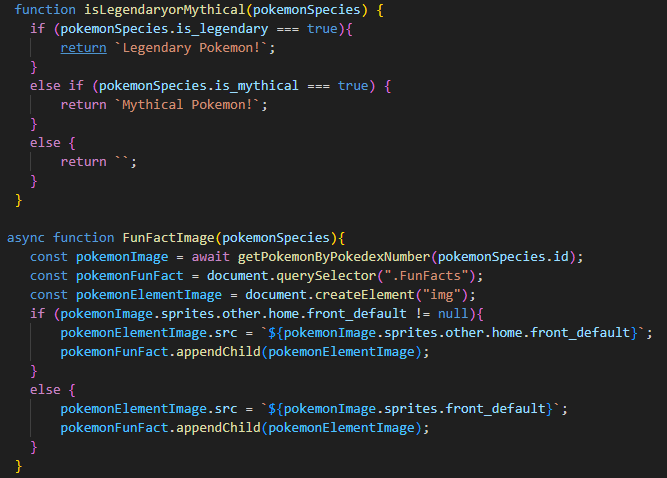 function isLegendaryorMythical(pokemonSpecies) {
if (pokemonSpecies.is_legendary === true){
return `Legendary Pokemon!`;
}
else if (pokemonSpecies.is_mythical === true) {
return `Mythical Pokemon!`;
}
else {
return ``;
}
}
async function FunFactImage(pokemonSpecies){
const pokemonImage = await getPokemonByPokedexNumber(pokemonSpecies.id);
const pokemonFunFact = document.querySelector(".FunFacts");
const pokemonElementImage = document.createElement("img");
if (pokemonImage.sprites.other.home.front_default != null){
pokemonElementImage.src = `${pokemonImage.sprites.other.home.front_default}`;
pokemonFunFact.appendChild(pokemonElementImage);
}
else {
pokemonElementImage.src = `${pokemonImage.sprites.front_default}`;
pokemonFunFact.appendChild(pokemonElementImage);
}
}